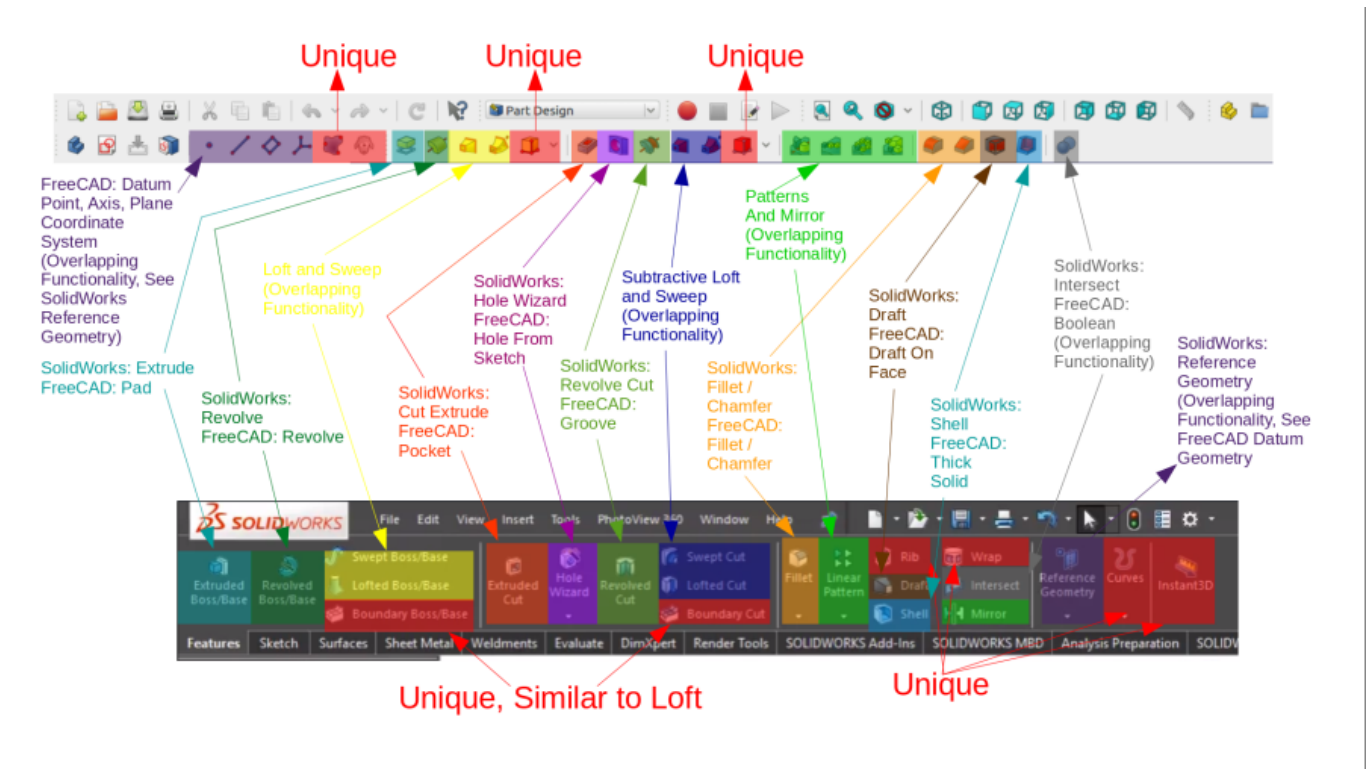 Unique
Unique
Unique
Part Design
FreeCAD: Datum
Point, Axis, Plane
Coordinate
System
(Overlapping
Functionality, See
SolidWorks
Reference
Geometry)
SolidWorks: Extrude
FreeCAD: Pad
SolidWorks:
Revolve
FreeCAD: Revolve
Loft and Sweep
(Overlapping
Functionality)
SolidWorks:
Cut Extrude
FreeCAD:
Pocket
SolidWorks:
Hole Wizard
FreeCAD:
Hole From
Sketch
SolidWorks:
Revolve Cut
FreeCAD:
Groove
Subtractive Loft
and Sweep
(Overlapping
Functionality)
Patterns
And Mirror
(Overlapping
Functionality)
SolidWorks:
Fillet /
Chamfer
FreeCAD:
Fillet /
Chamfer
SolidWorks:
Draft
FreeCAD:
Draft On
Face
SolidWorks:
Shell
FreeCAD:
Thick
Solid
SolidWorks:
Intersect
FreeCAD:
Boolean
(Overlapping
Functionality)
SolidWorks:
Reference
Geometry
(Overlapping
Functionality, See
FreeCAD Datum
Geometry
SOLIDWORKS File Edit View Insert Tools PhotoView 360 Window Help
Extruded
Boss/Base
Revolved
Boss/Base
Swept Boss/Base
Lofted Boss/Base
Boundary Boss/Base
Extruded
Cut
Hole
Wizard
Revolved
Cut
Swept Cut
Lofted Cut
Boundary Cut
Fillet
Linear
Pattern
Rib
Draft
Shell
Wrap
Intersect
Mirror
Reference
Geometry
Curves
Instant3D
Features Sketch Surfaces Sheet Metal Weldments Evaluate DimXpert Render Tools SOLIDWORKS Add-Ins SOLIDWORKS MBD Analysis Preparation SOLIDW
Unique, Similar to Loft
Unique